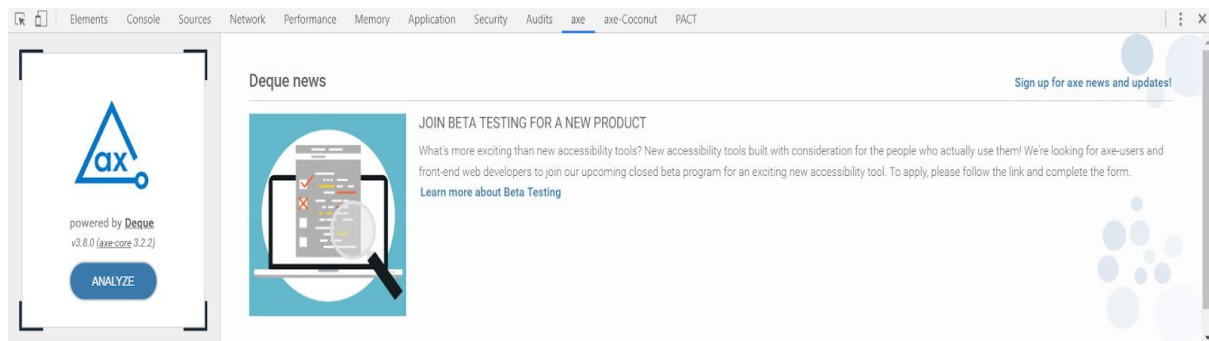 Elements Console Sources Network Performance Memory Application Security Audits axe axe-Coconut PACT
ax
powered by Deque
v3.8.0 (axe-core 3.2.2)
ANALYZE
Deque news
Sign up for axe news and updates!
JOIN BETA TESTING FOR A NEW PRODUCT
What's more exciting than new accessibility tools? New accessibility tools built with consideration for the people who actually use them! We're looking for axe-users and
front-end web developers to join our upcoming closed beta program for an exciting new accessibility tool. To apply, please follow the link and complete the form.
Learn more about Beta Testing